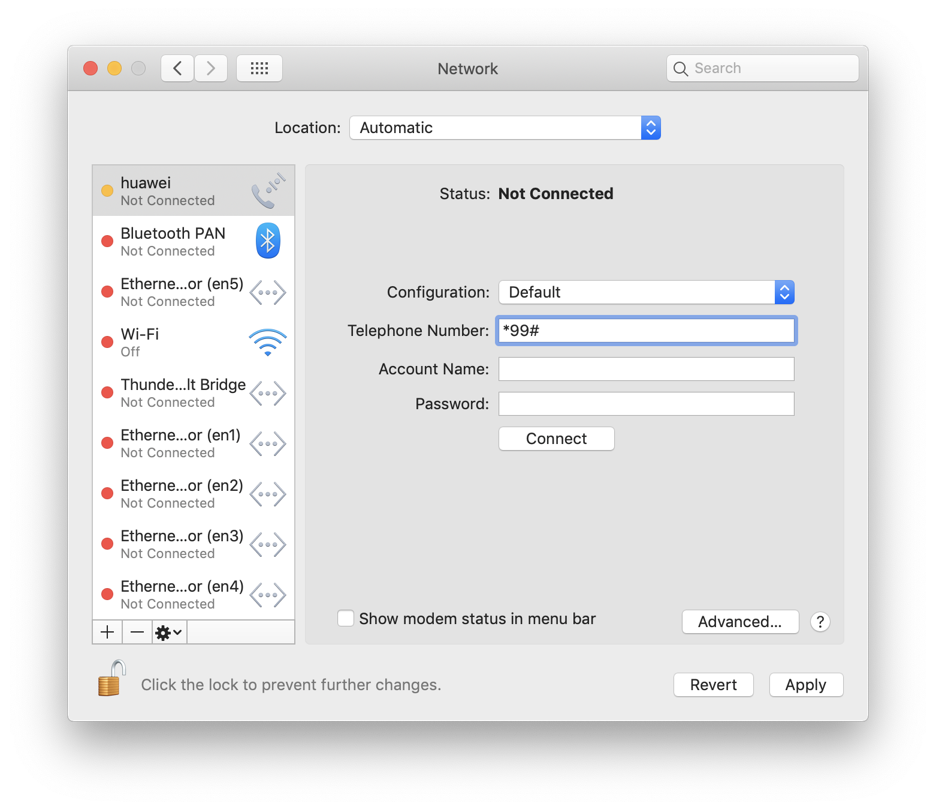 Network
Search
Location: Automatic
huawei
Not Connected
Bluetooth PAN
Not Connected
Etherne...or (en5)
Not Connected
Wi-Fi
Off
Thunde...lt Bridge
Not Connected
Etherne...or (en1)
Not Connected
Etherne...or (en2)
Not Connected
Etherne...or (en3)
Not Connected
Etherne...or (en4)
Not Connected
Status: Not Connected
Configuration: Default
Telephone Number: *99#
Account Name:
Password:
Connect
Show modem status in menu bar
Advanced...
?
Click the lock to prevent further changes.
Revert
Apply